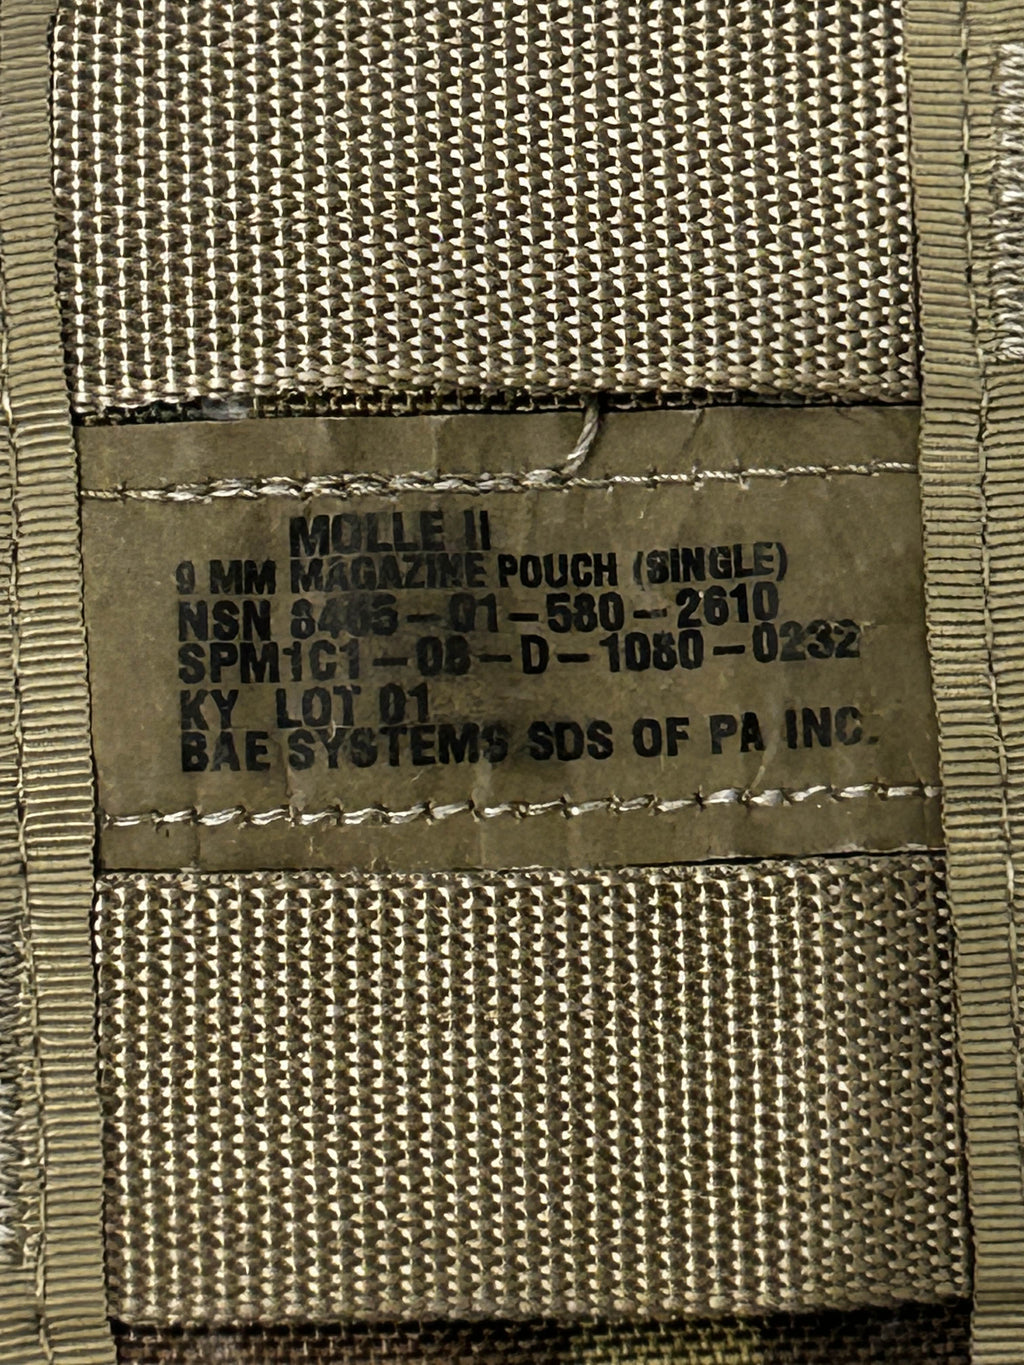 MOLLE II
9 MM MAGAZINE POUCH (SINGLE)
NSN 8465-01-580-2610
SPM1C1-08-D-1080-0232
KY LOT 01
BAE SYSTEMS SDS OF PA INC.